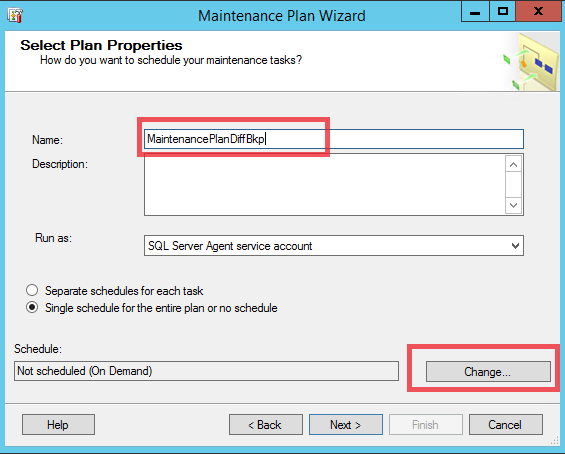 Maintenance Plan Wizard
Select Plan Properties
How do you want to schedule your maintenance tasks?
Name:
MaintenancePlanDiffBkp
Description:
Run as:
SQL Server Agent service account
Separate schedules for each task
Single schedule for the entire plan or no schedule
Schedule:
Not scheduled (On Demand)
Change...
Help
< Back
Next >
Finish
Cancel